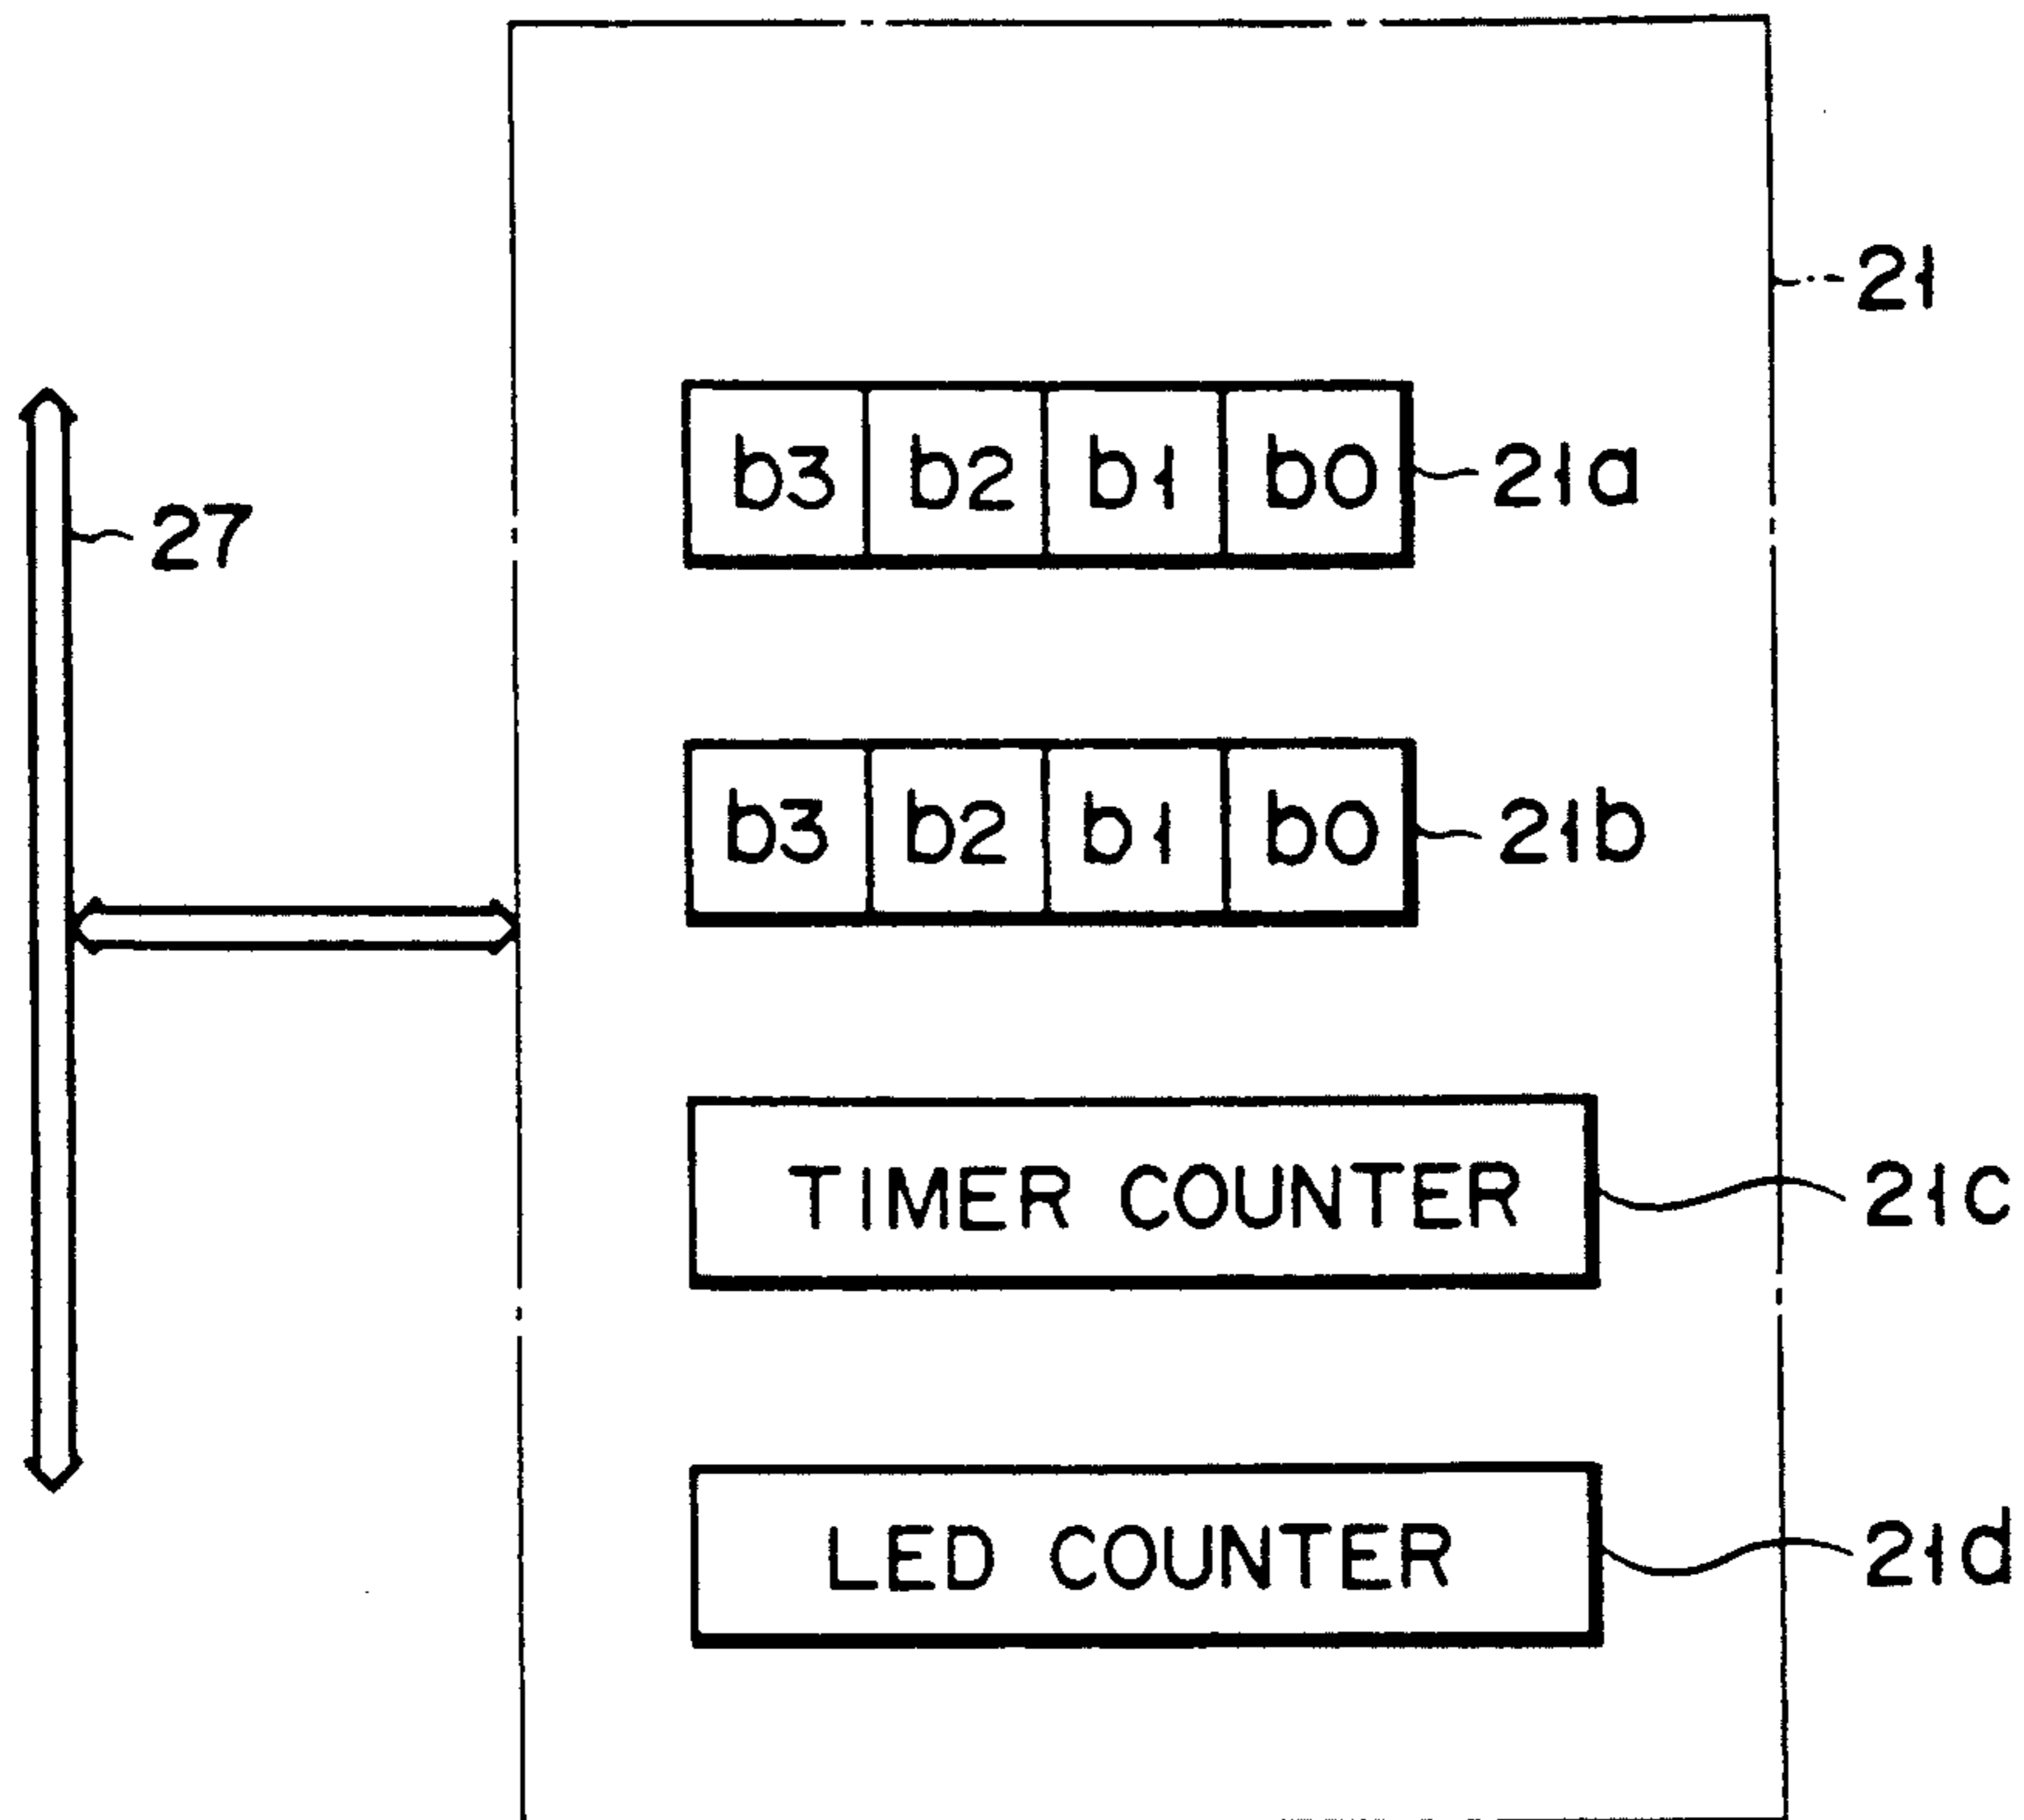 21
b3 b2 b1 b0 21a
27
b3 b2 b1 b0 21b
TIMER COUNTER 21c
LED COUNTER 21d